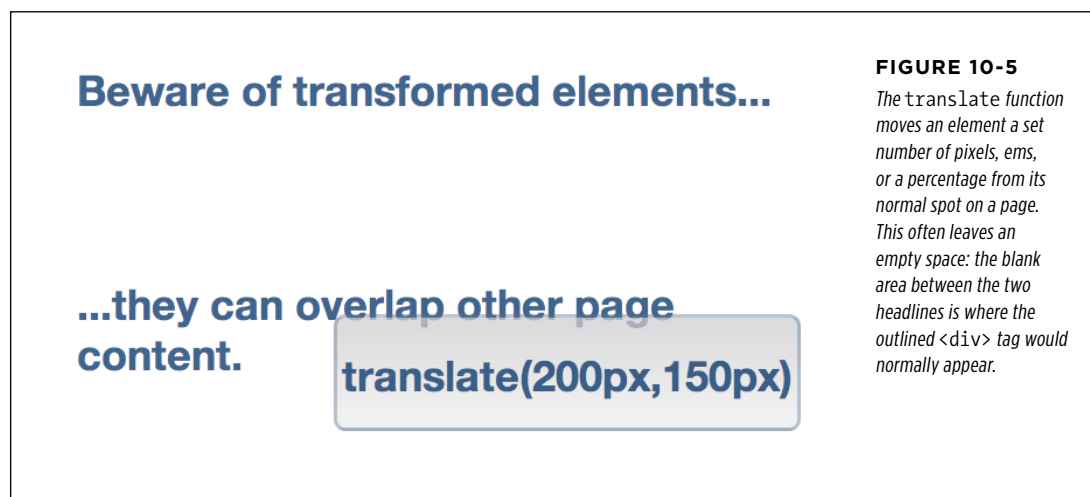 Beware of transformed elements...
...they can overlap other page
content.
translate(200px,150px)
FIGURE 10-5
The translate function
moves an element a set
number of pixels, ems,
or a percentage from its
normal spot on a page.
This often leaves an
empty space: the blank
area between the two
headlines is where the
outlined <div> tag would
normally appear.